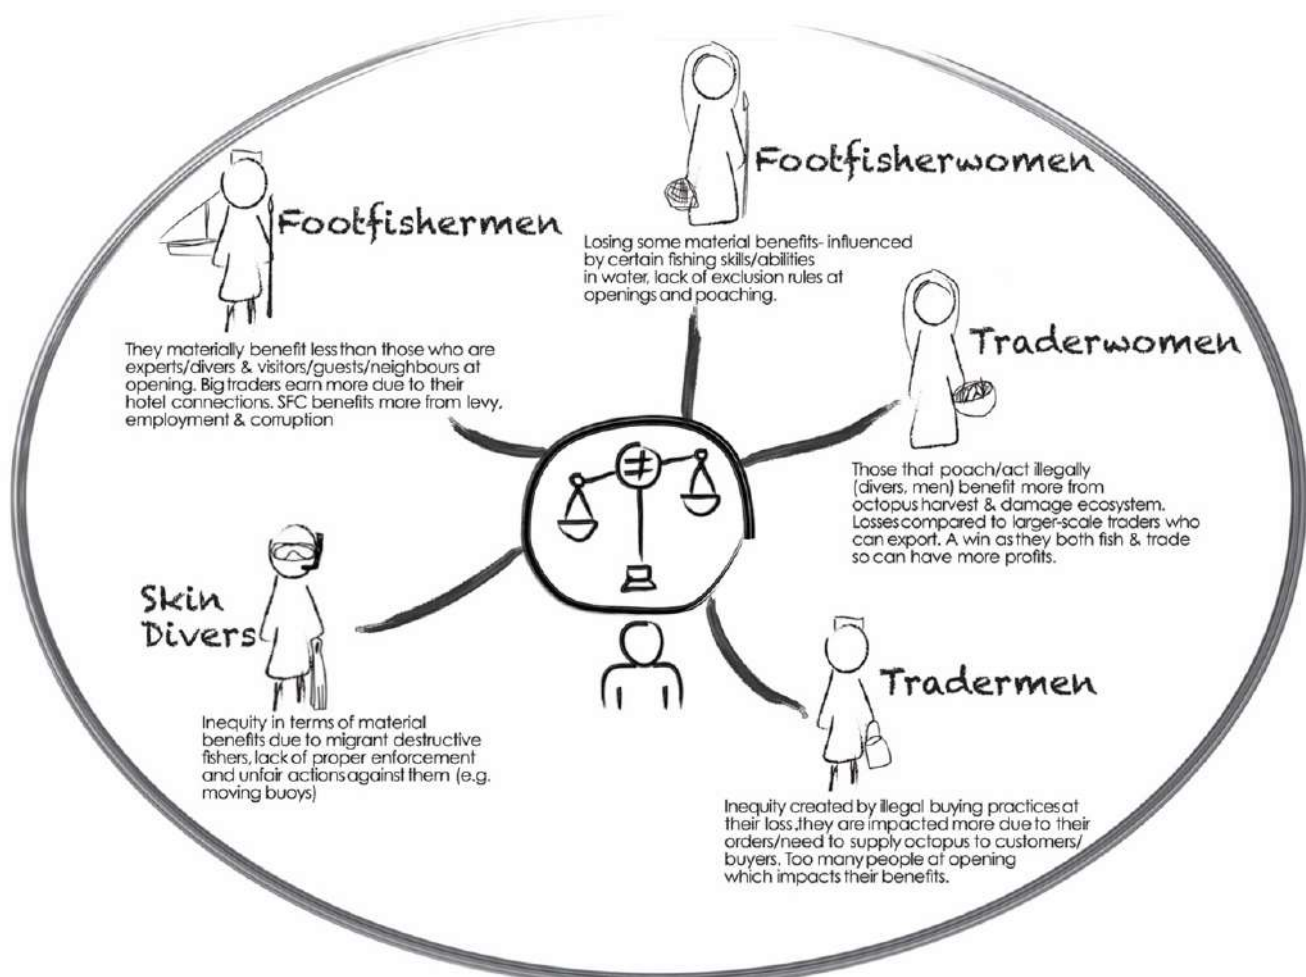 Footfisherwomen
Losing some material benefits- influenced
by certain fishing skills/abilities
in water, lack of exclusion rules at
openings and poaching.
Footfishermen
They materially benefit less than those who are
experts/divers & visitors/guests/neighbours at
opening. Big traders earn more due to their
hotel connections. SFC benefits more from levy,
employment & corruption
Traderwomen
Those that poach/act illegally
(divers, men) benefit more from
octopus harvest & damage ecosystem.
Losses compared to larger-scale traders who
can export. A win as they both fish & trade
so can have more profits.
≠
Skin
Divers
Inequity in terms of material
benefits due to migrant destructive
fishers, lack of proper enforcement
and unfair actions against them (e.g.
moving buoys)
Tradermen
Inequity created by illegal buying practices at
their loss, they are impacted more due to their
orders/need to supply octopus to customers/
buyers. Too many people at opening
which impacts their benefits.